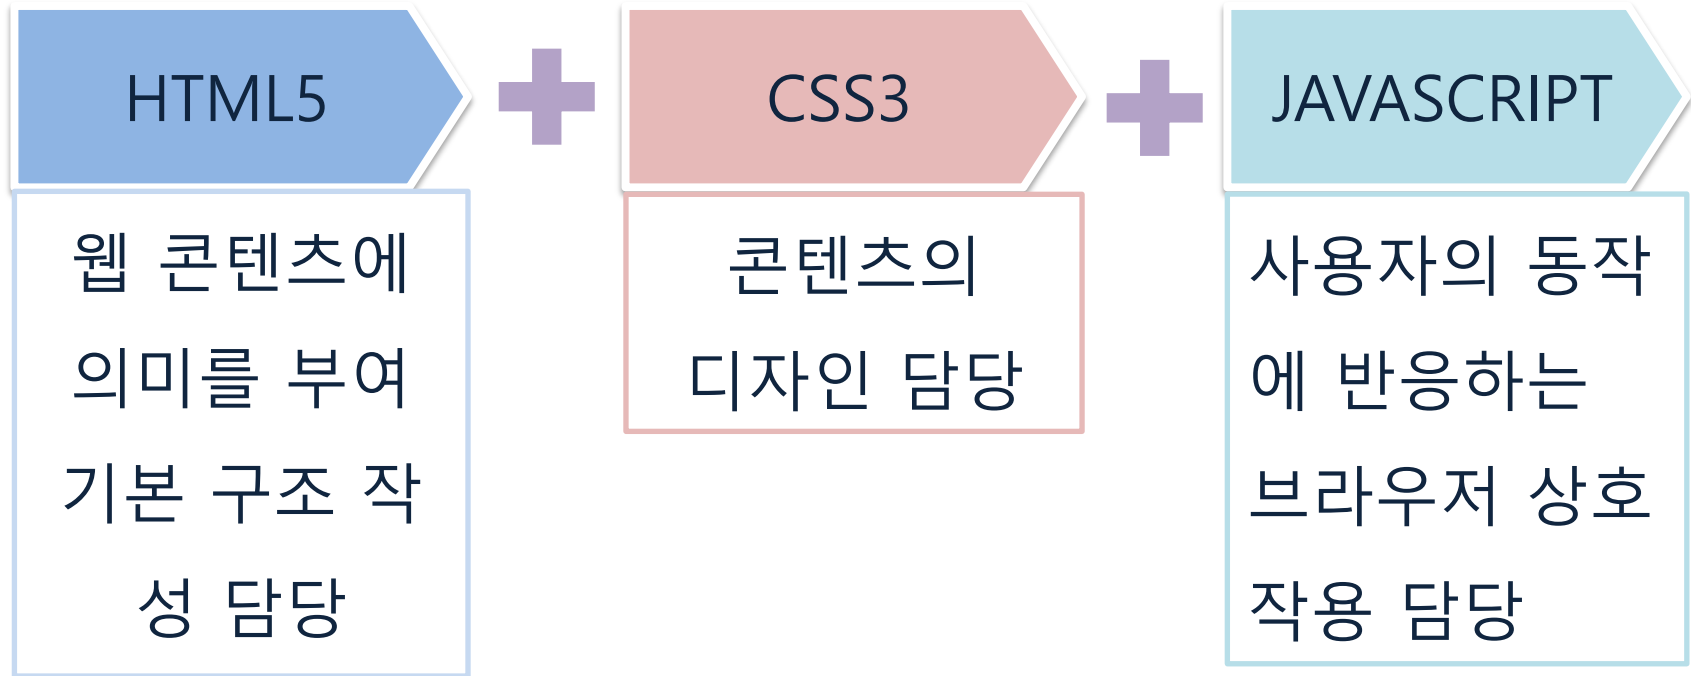 HTML5
웹 콘텐츠에
의미를 부여
기본 구조 작
성 담당
CSS3
콘텐츠의
디자인 담당
JAVASCRIPT
사용자의 동작
에 반응하는
브라우저 상호
작용 담당